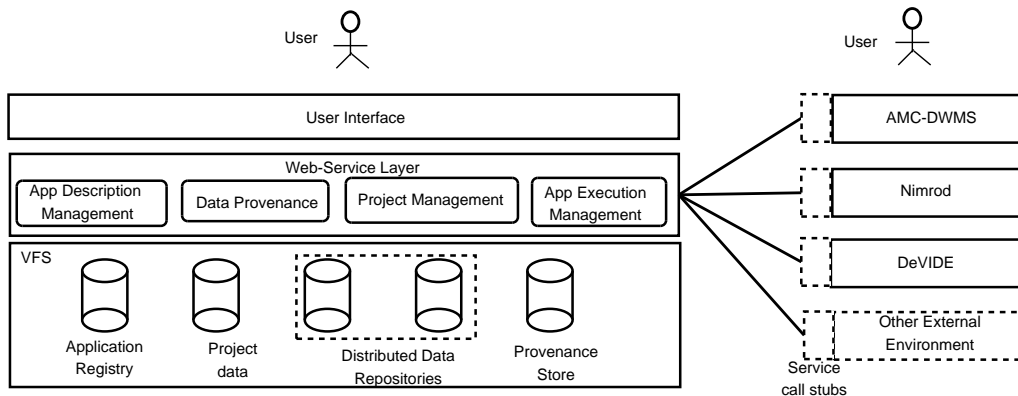 User
User
User Interface
AMC-DWMS
Web-Service Layer
App Description
Management
Data Provenance
Project Management
App Execution
Management
Nimrod
VFS
DeVIDE
Application
Registry
Project
data
Distributed Data
Repositories
Provenance
Store
Other External
Environment
Service
call stubs